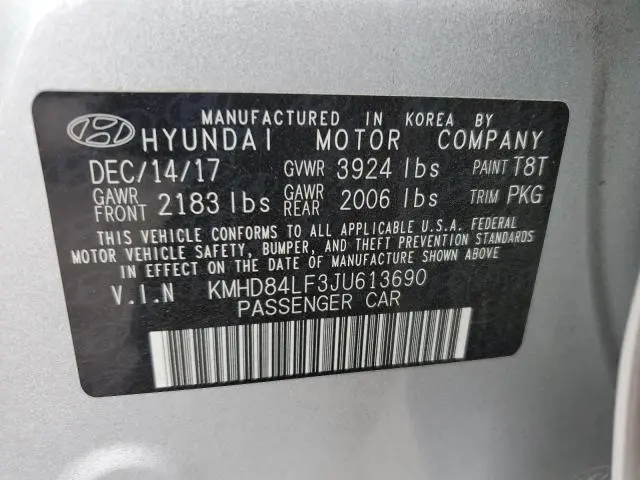 MANUFACTURED IN KOREA BY
HYUNDAI MOTOR COMPANY
DEC/14/17 GVWR 3924 lbs PAINT T8T
GAWR FRONT 2183 lbs GAWR REAR 2006 lbs TRIM PKG
THIS VEHICLE CONFORMS TO ALL APPLICABLE U.S.A. FEDERAL
MOTOR VEHICLE SAFETY, BUMPER, AND THEFT PREVENTION STANDARDS
IN EFFECT ON THE DATE OF MANUFACTURE SHOWN ABOVE.
V.I.N KMHD84LF3JU613690
PASSENGER CAR